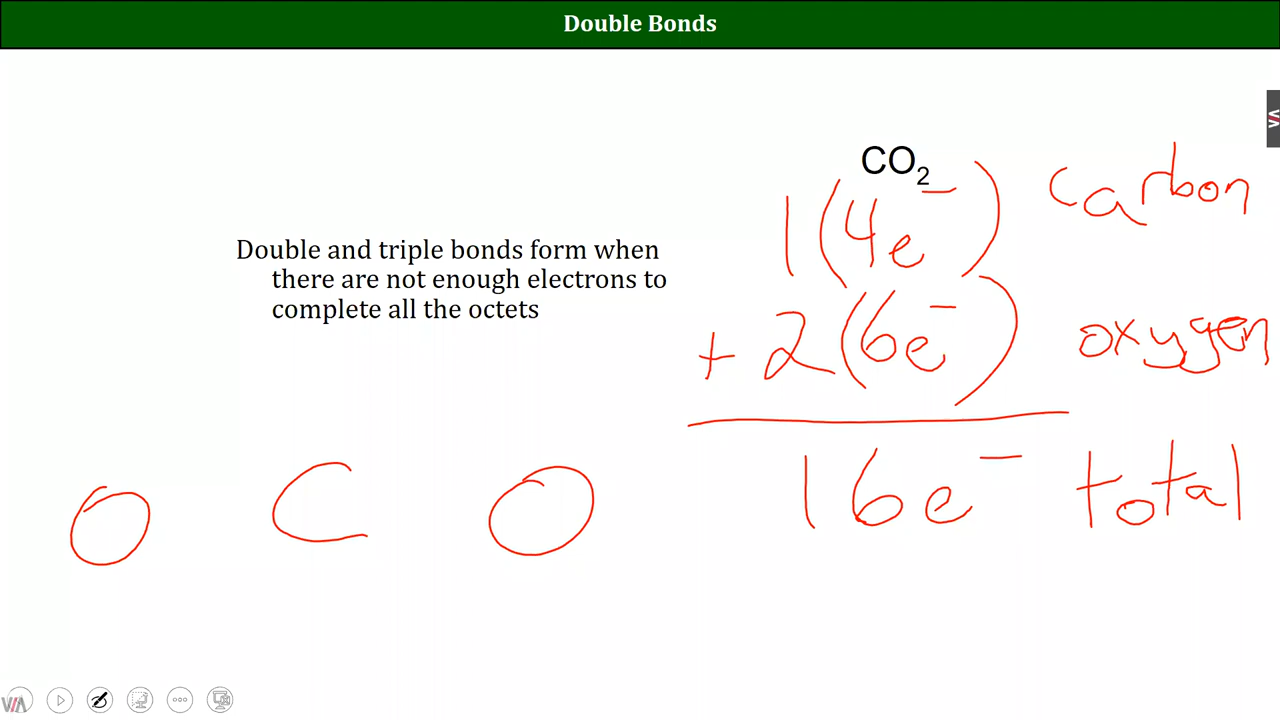 Double Bonds
CO₂
1(4e⁻) carbon
Double and triple bonds form when
there are not enough electrons to
complete all the octets
+ 2(6e⁻) oxygen
16e⁻ total
O C O
VIA